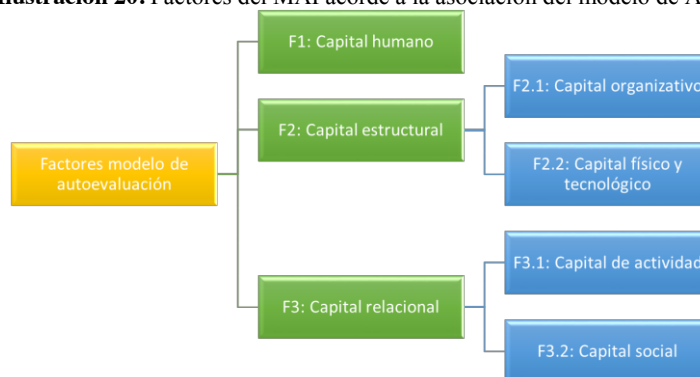 Ilustración 20: Factores del MAI acorde a la asociación del modelo de A
F1: Capital humano
F2.1: Capital organizativo
F2: Capital estructural
Factores modelo de
autoevaluación
F2.2: Capital físico y
tecnológico
F3.1: Capital de actividad
F3: Capital relacional
F3.2: Capital social